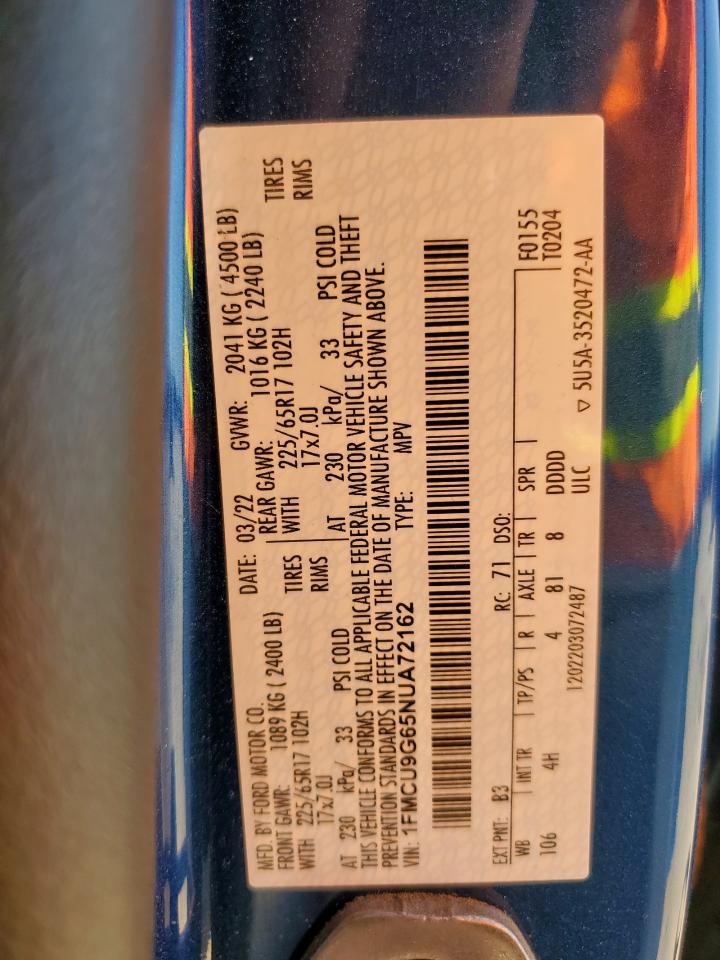 MFD. BY FORD MOTOR CO.
DATE: 03/22 GVWR: 2041 KG ( 4500 LB)
FRONT GAWR: 1089 KG ( 2400 LB) REAR GAWR: 1016 KG ( 2240 LB)
WITH 225/65R17 102H TIRES WITH 225/65R17 102H TIRES
17x7.0J RIMS 17x7.0J RIMS
AT 230 kPa/ 33 PSI COLD AT 230 kPa/ 33 PSI COLD
THIS VEHICLE CONFORMS TO ALL APPLICABLE FEDERAL MOTOR VEHICLE SAFETY AND THEFT
PREVENTION STANDARDS IN EFFECT ON THE DATE OF MANUFACTURE SHOWN ABOVE.
VIN: 1FMCU9G65NUA72162 TYPE: MPV
EXT PNT: B3 RC: 71 DSO: F0155
WB INT TR TP/PS R AXLE TR SPR T0204
106 4H 4 81 8 DDDD
ULC
1202203072487 ▽ 5U5A-3520472-AA